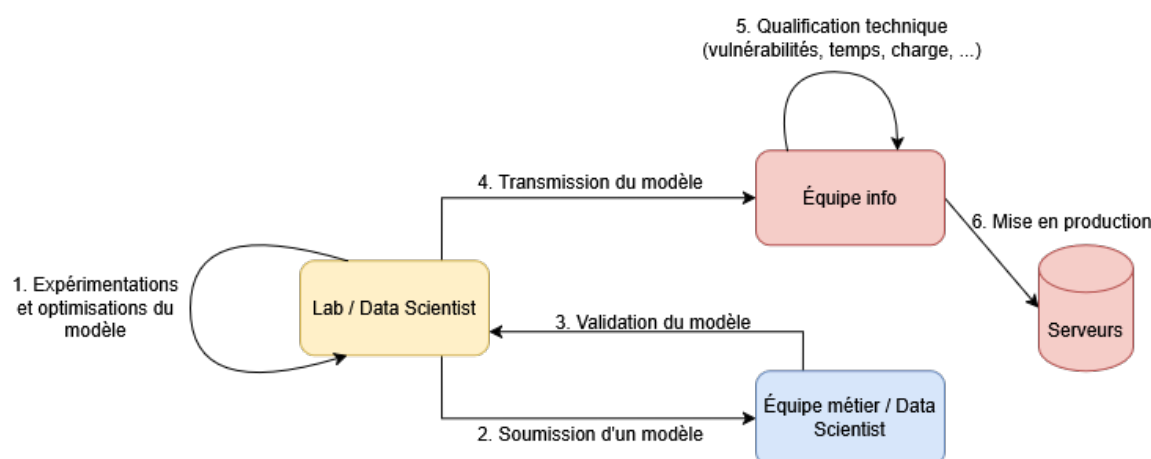 5. Qualification technique
(vulnérabilités, temps, charge, ...)
4. Transmission du modèle
Équipe info
6. Mise en production
1. Expérimentations
et optimisations du
modèle
Lab / Data Scientist
3. Validation du modèle
Serveurs
Équipe métier / Data
Scientist
2. Soumission d'un modèle